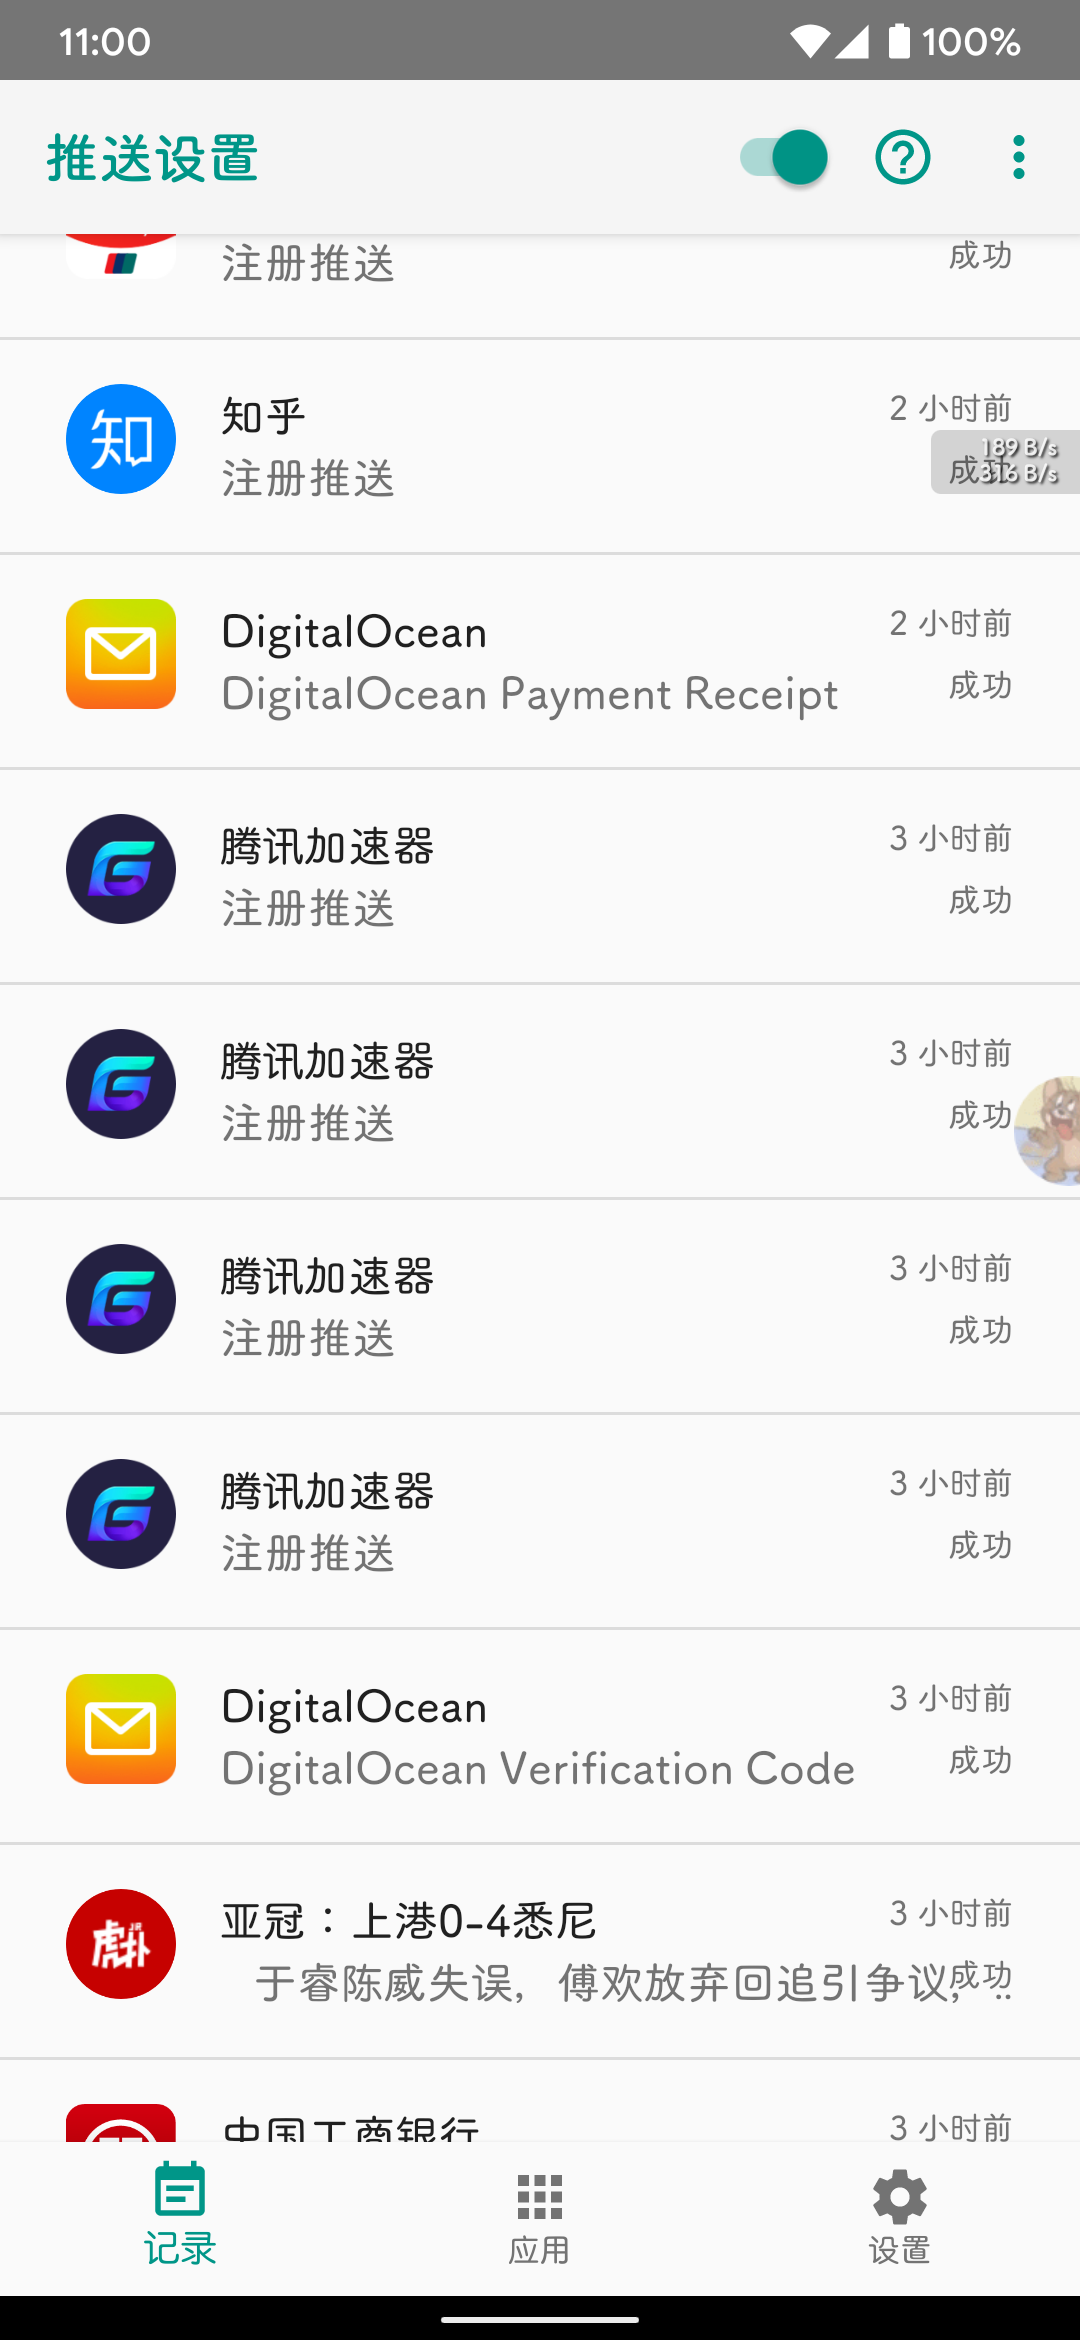 11:00
100%
推送设置
注册推送
成功
知
知乎
2 小时前
189 B/s
注册推送
成功
316 B/s
DigitalOcean
2 小时前
DigitalOcean Payment Receipt
成功
腾讯加速器
3 小时前
注册推送
成功
腾讯加速器
3 小时前
注册推送
成功
腾讯加速器
3 小时前
注册推送
成功
腾讯加速器
3 小时前
注册推送
成功
DigitalOcean
3 小时前
DigitalOcean Verification Code
成功
亚冠：上港0-4悉尼
3 小时前
于睿陈威失误，傅欢放弃回追引争议，..
成功
中国工商银行
3 小时前
记录
应用
设置